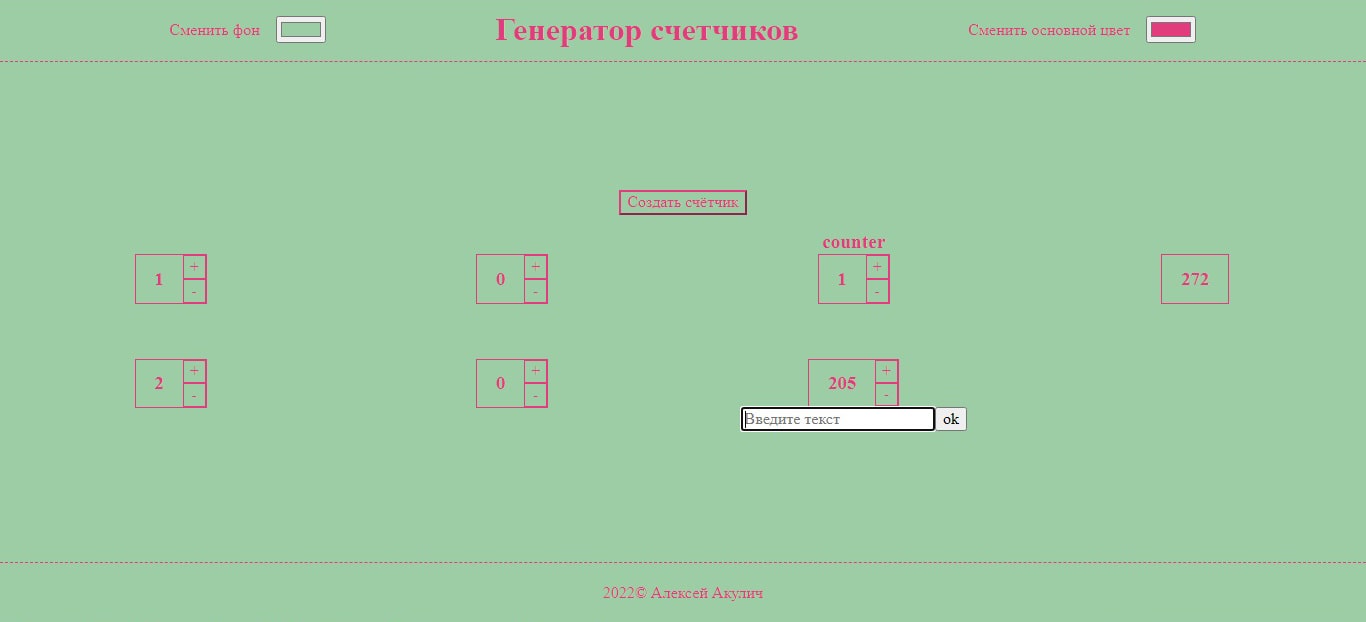 Сменить фон
Генератор счетчиков
Сменить основной цвет
Создать счётчик
counter
1 + -
0 + -
1 + -
272
2 + -
0 + -
205 + -
Введите текст ok
2022© Алексей Акулич